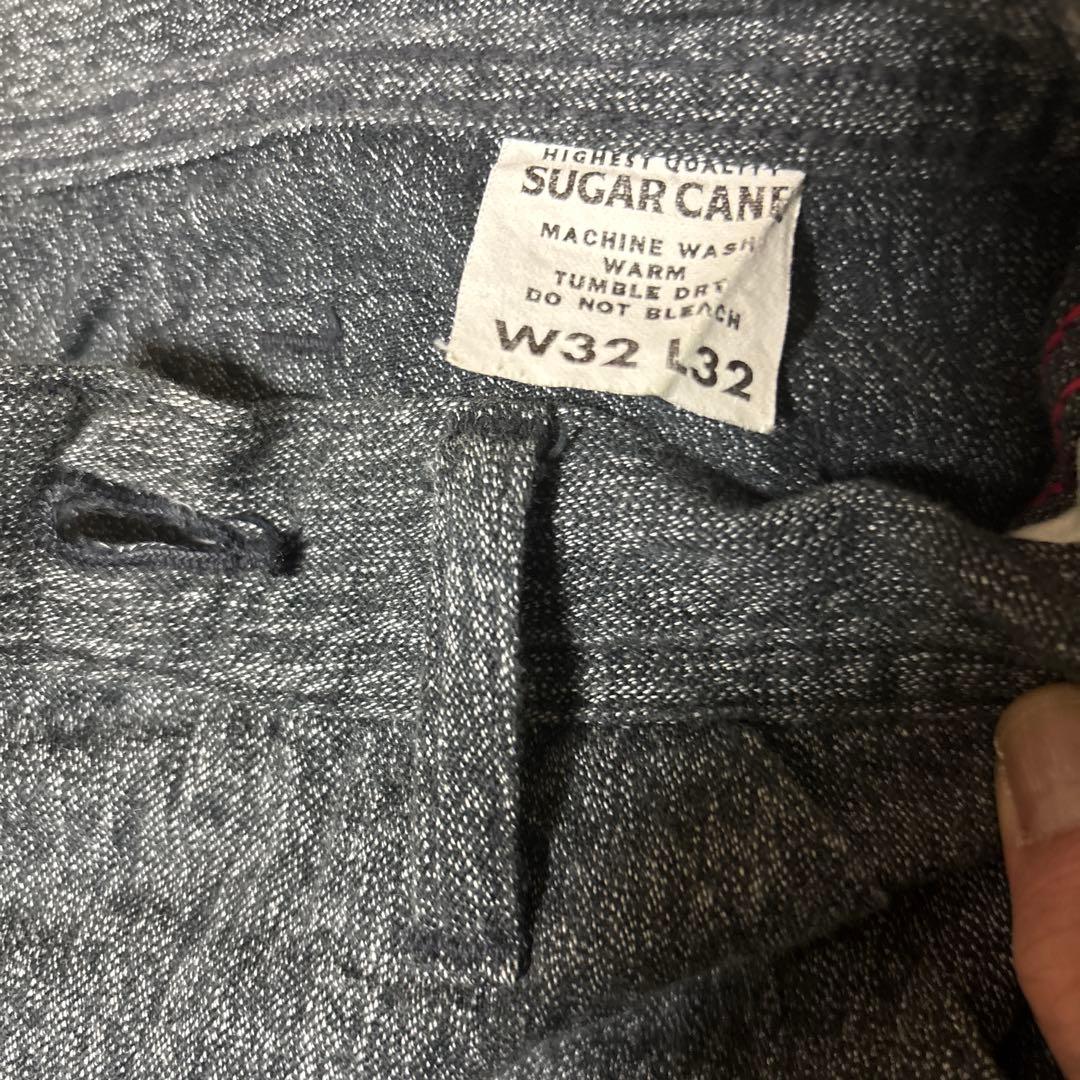 HIGHEST QUALITY
SUGAR CANE
MACHINE WASH
WARM
TUMBLE DRY
DO NOT BLEACH
W32 L32